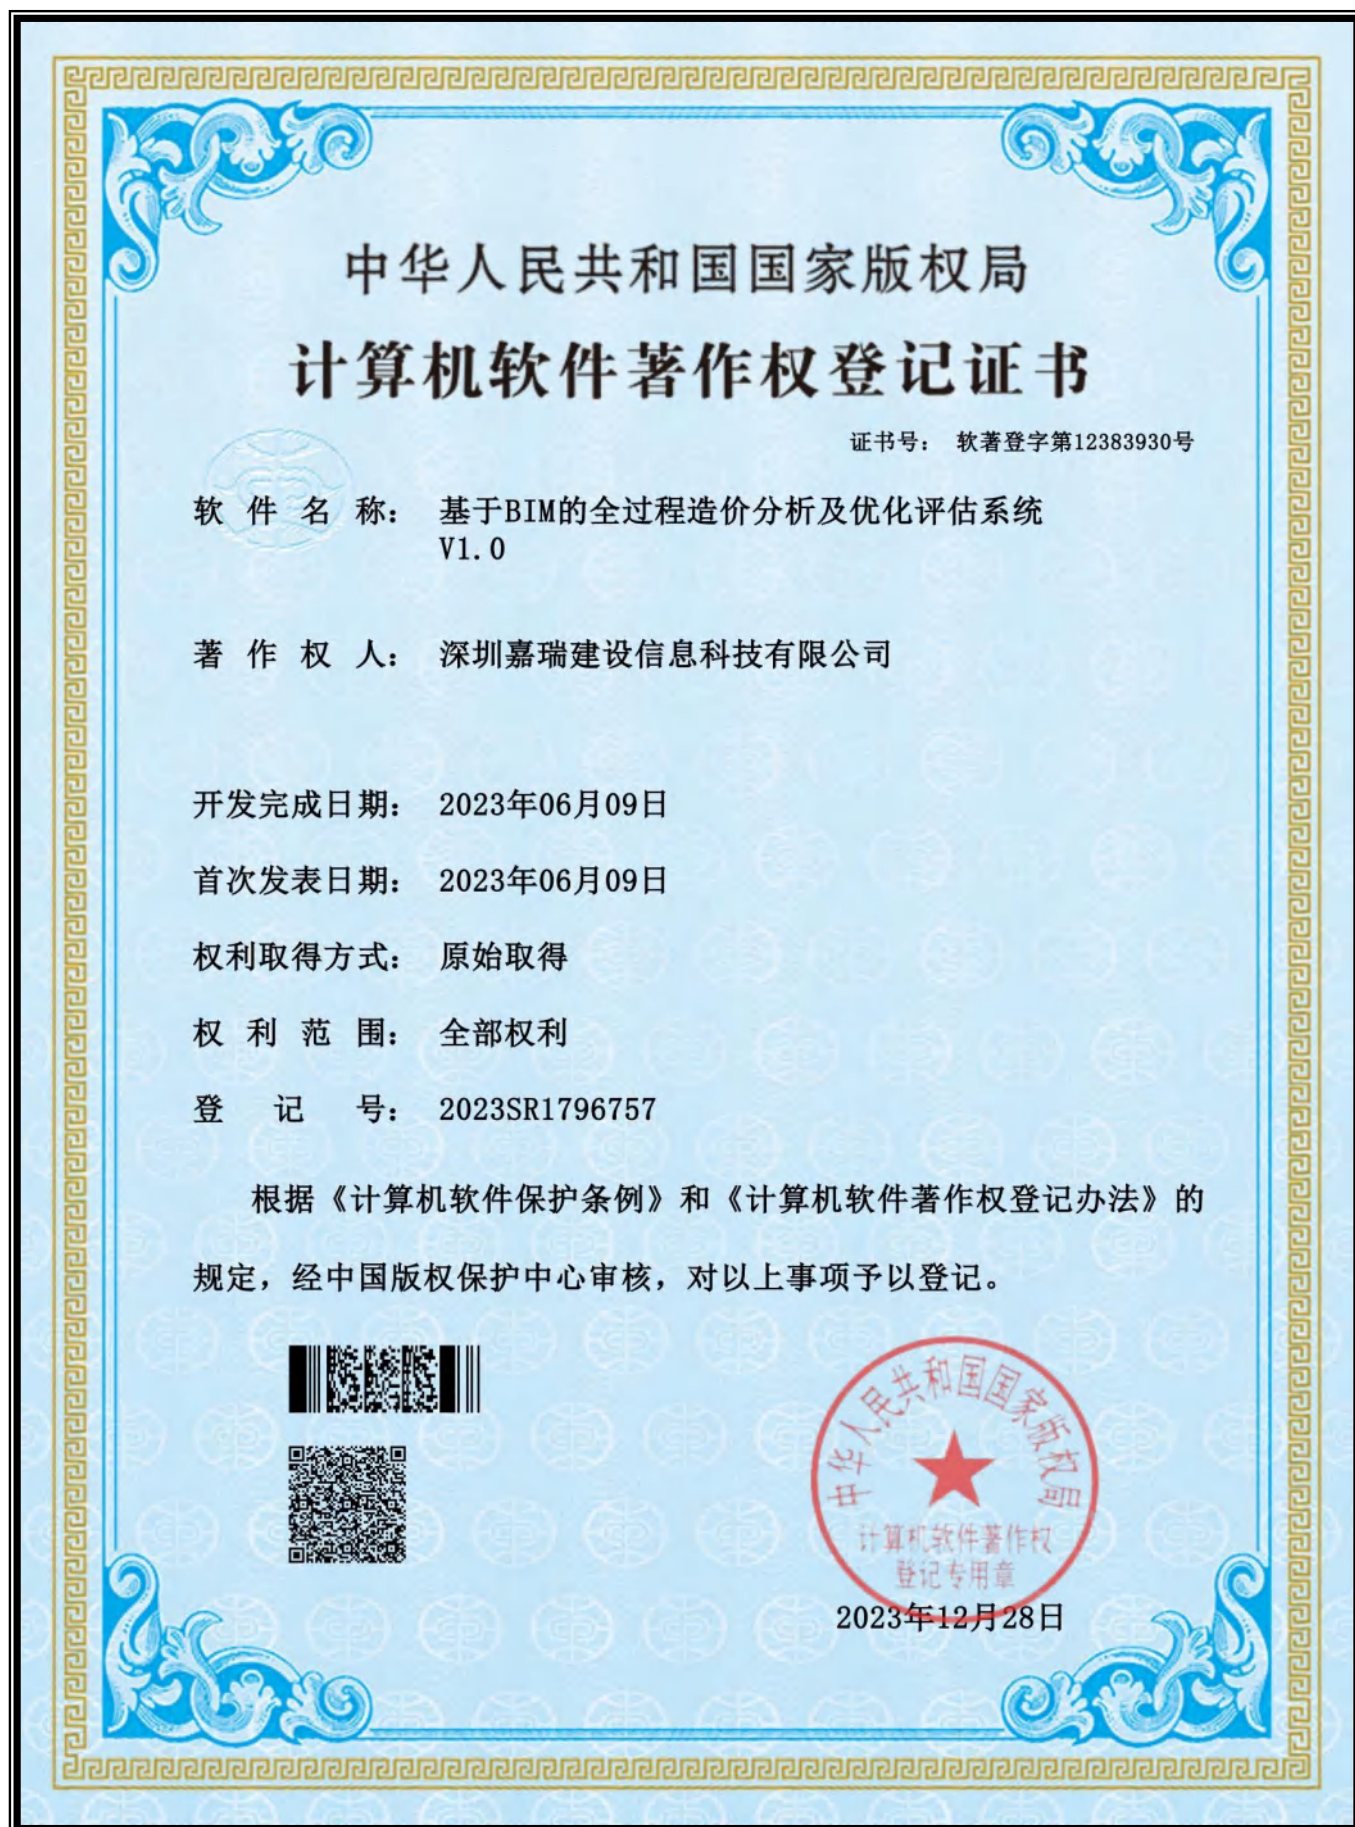 中华人民共和国国家版权局
计算机软件著作权登记证书
证书号： 软著登字第12383930号
软件名称： 基于BIM的全过程造价分析及优化评估系统
V1.0
著作权人： 深圳嘉瑞建设信息科技有限公司
开发完成日期： 2023年06月09日
首次发表日期： 2023年06月09日
权利取得方式： 原始取得
权利范围： 全部权利
登记号： 2023SR1796757
根据《计算机软件保护条例》和《计算机软件著作权登记办法》的
规定，经中国版权保护中心审核，对以上事项予以登记。
中华人民共和国国家版权局
计算机软件著作权
登记专用章
2023年12月28日